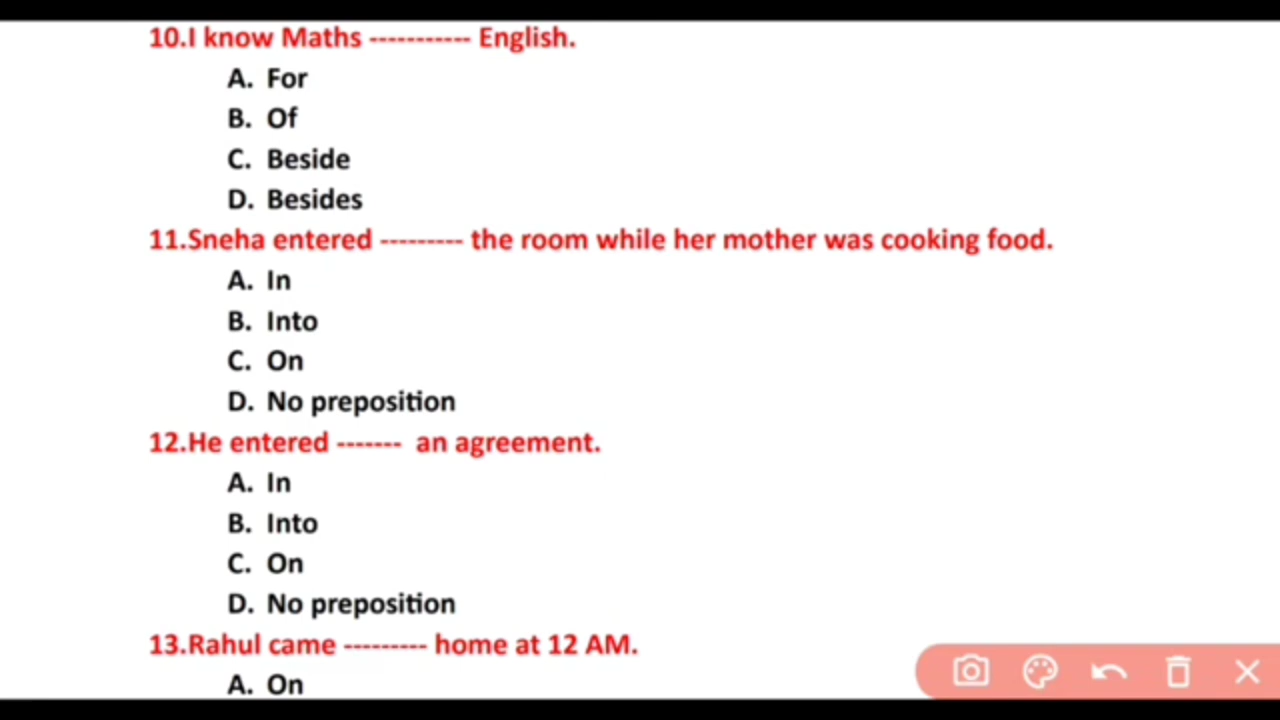 10.I know Maths ----------- English.
A. For
B. Of
C. Beside
D. Besides
11.Sneha entered --------- the room while her mother was cooking food.
A. In
B. Into
C. On
D. No preposition
12.He entered ------- an agreement.
A. In
B. Into
C. On
D. No preposition
13.Rahul came --------- home at 12 AM.
A. On